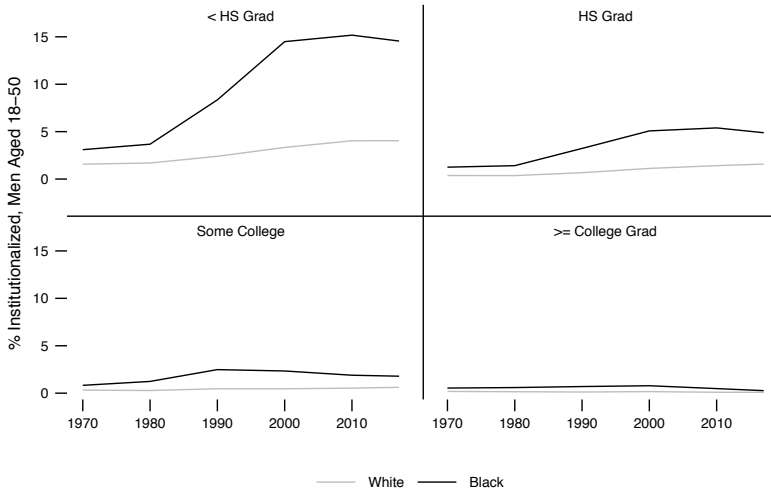 < HS Grad
HS Grad
% Institutionalized, Men Aged 18–50
15
10
5
0
Some College
>= College Grad
15
10
5
0
1970 1980 1990 2000 2010
1970 1980 1990 2000 2010
White Black